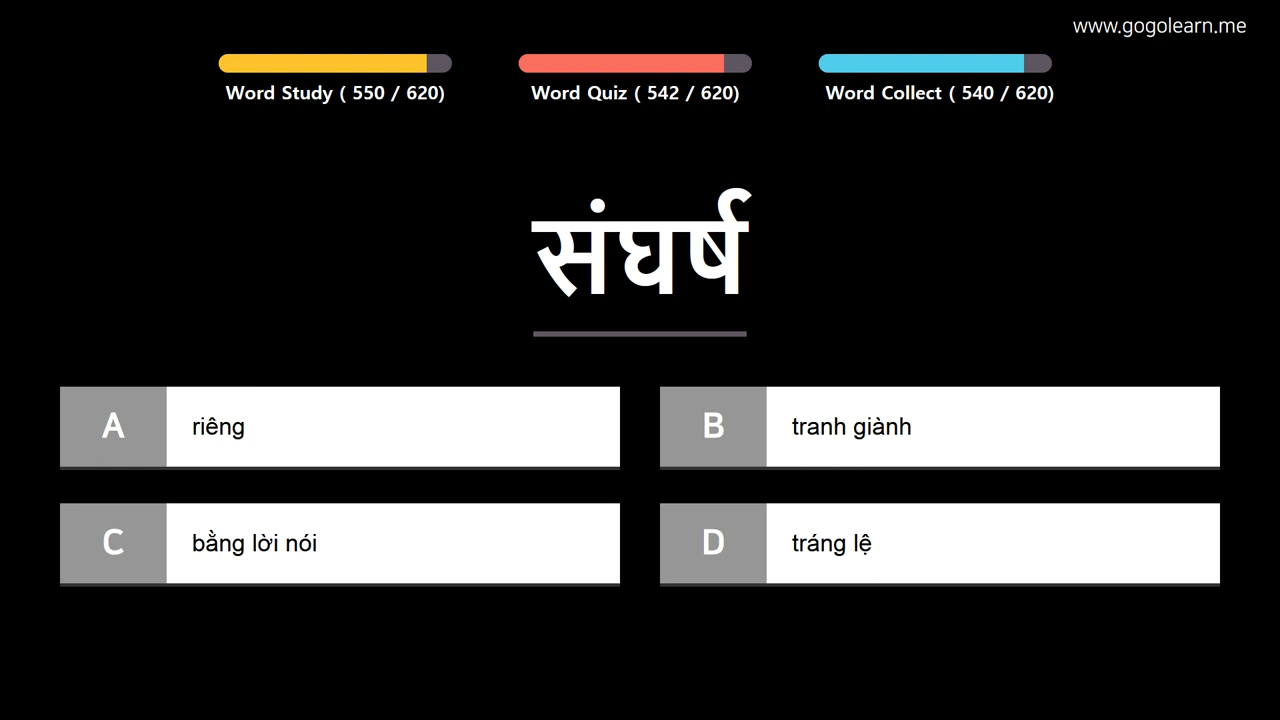 www.gogolearn.me
Word Study ( 550 / 620)
Word Quiz ( 542 / 620)
Word Collect ( 540 / 620)
संघर्ष
A
riêng
B
tranh giành
C
bằng lời nói
D
tráng lệ